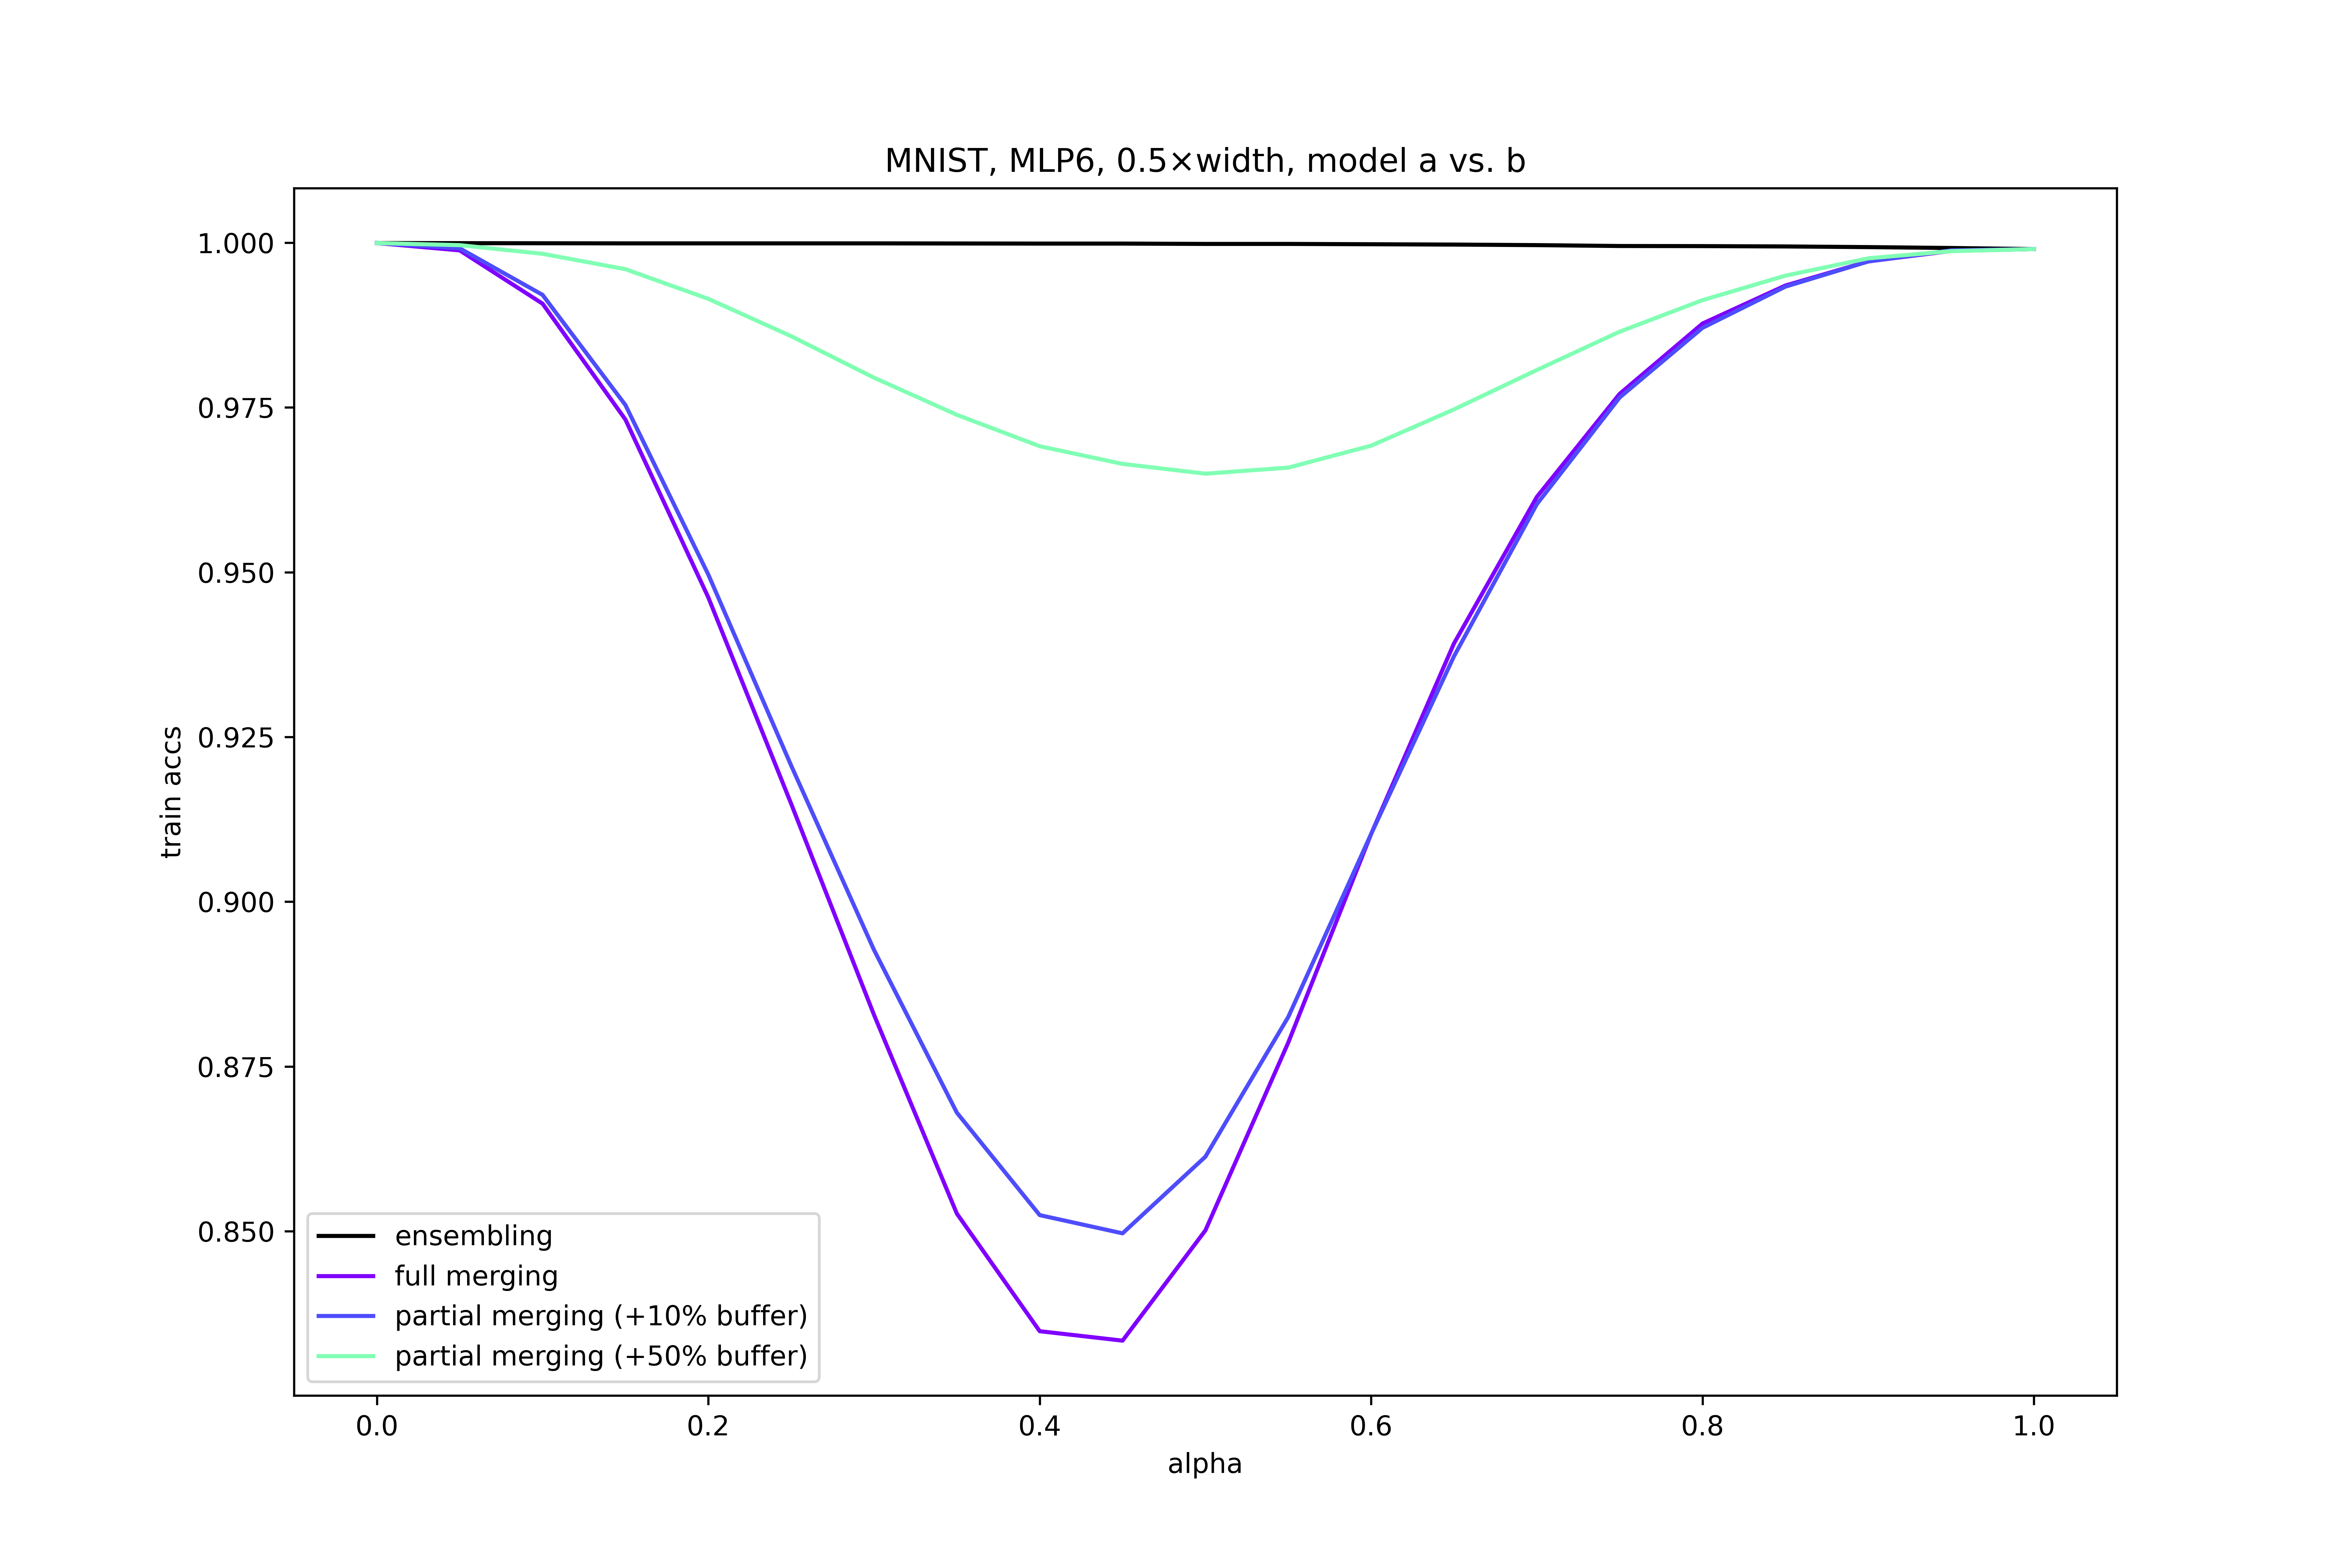 MNIST, MLP6, 0.5×width, model a vs. b
train accs
1.000
0.975
0.950
0.925
0.900
0.875
0.850
ensembling
full merging
partial merging (+10% buffer)
partial merging (+50% buffer)
0.0 0.2 0.4 0.6 0.8 1.0
alpha